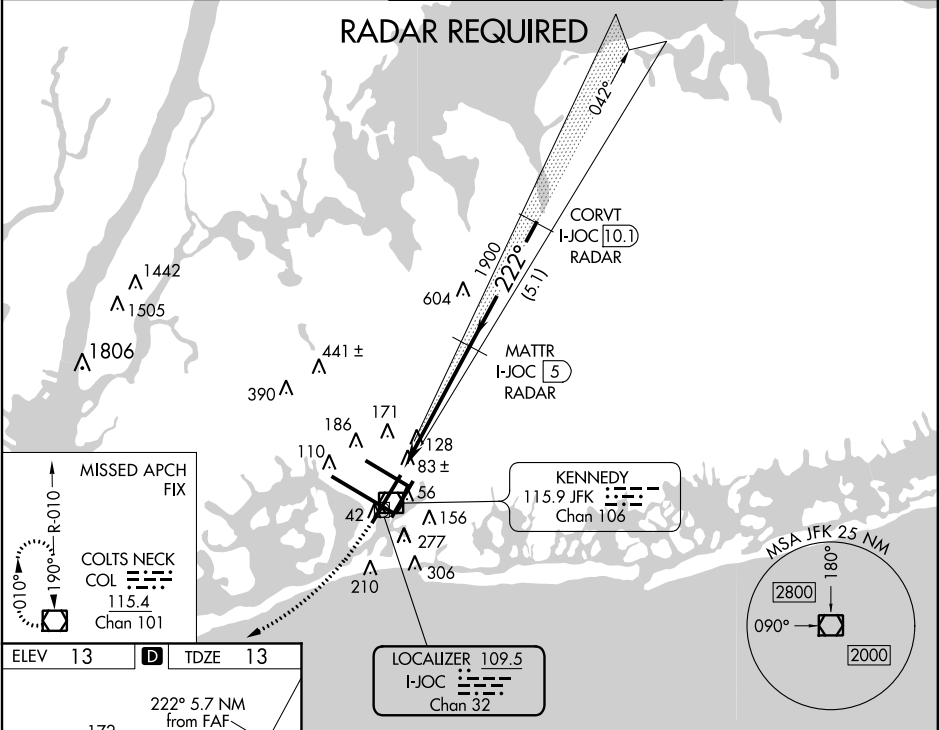 RADAR REQUIRED
042°
CORVT
I-JOC 10.1
RADAR
1900
222°
(5.1)
604
1442
1505
1806
MATTR
I-JOC 5
RADAR
441 ±
390
171
186
128
110
83 ±
56
42
156
277
306
210
KENNEDY
115.9 JFK
Chan 106
MISSED APCH
FIX
R-010
190°
010°
COLTS NECK
COL
115.4
Chan 101
MSA JFK 25 NM
180°
2800
090°
2000
LOCALIZER 109.5
I-JOC
Chan 32
ELEV 13 D TDZE 13
222° 5.7 NM
from FAF